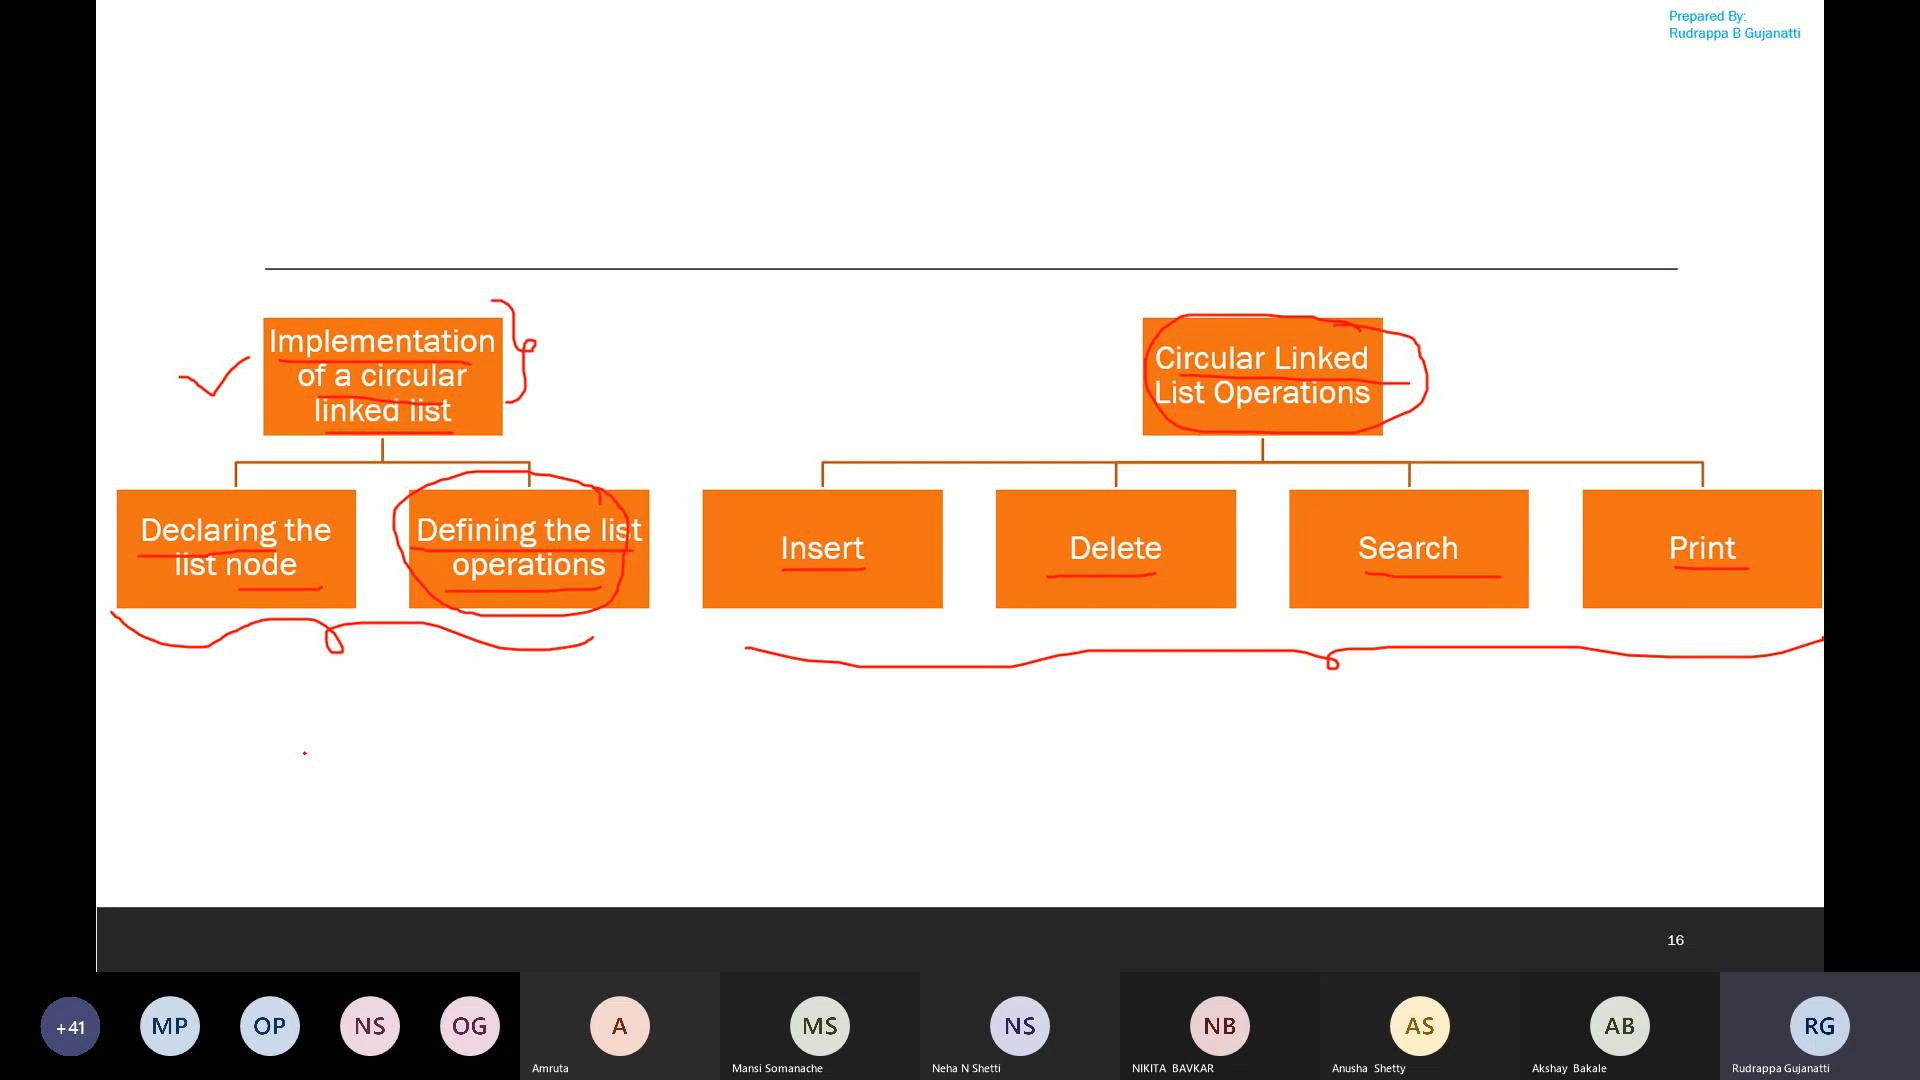 Prepared By:
Rudrappa B Gujanatti
Implementation
of a circular
linked list
Circular Linked
List Operations
Declaring the
list node
Defining the list
operations
Insert
Delete
Search
Print
16
+41
MP
OP
NS
OG
A
MS
NS
NB
AS
AB
RG
Amruta
Mansi Somanache
Neha N Shetti
NIKITA BAVKAR
Anusha Shetty
Akshay Bakale
Rudrappa Gujanatti